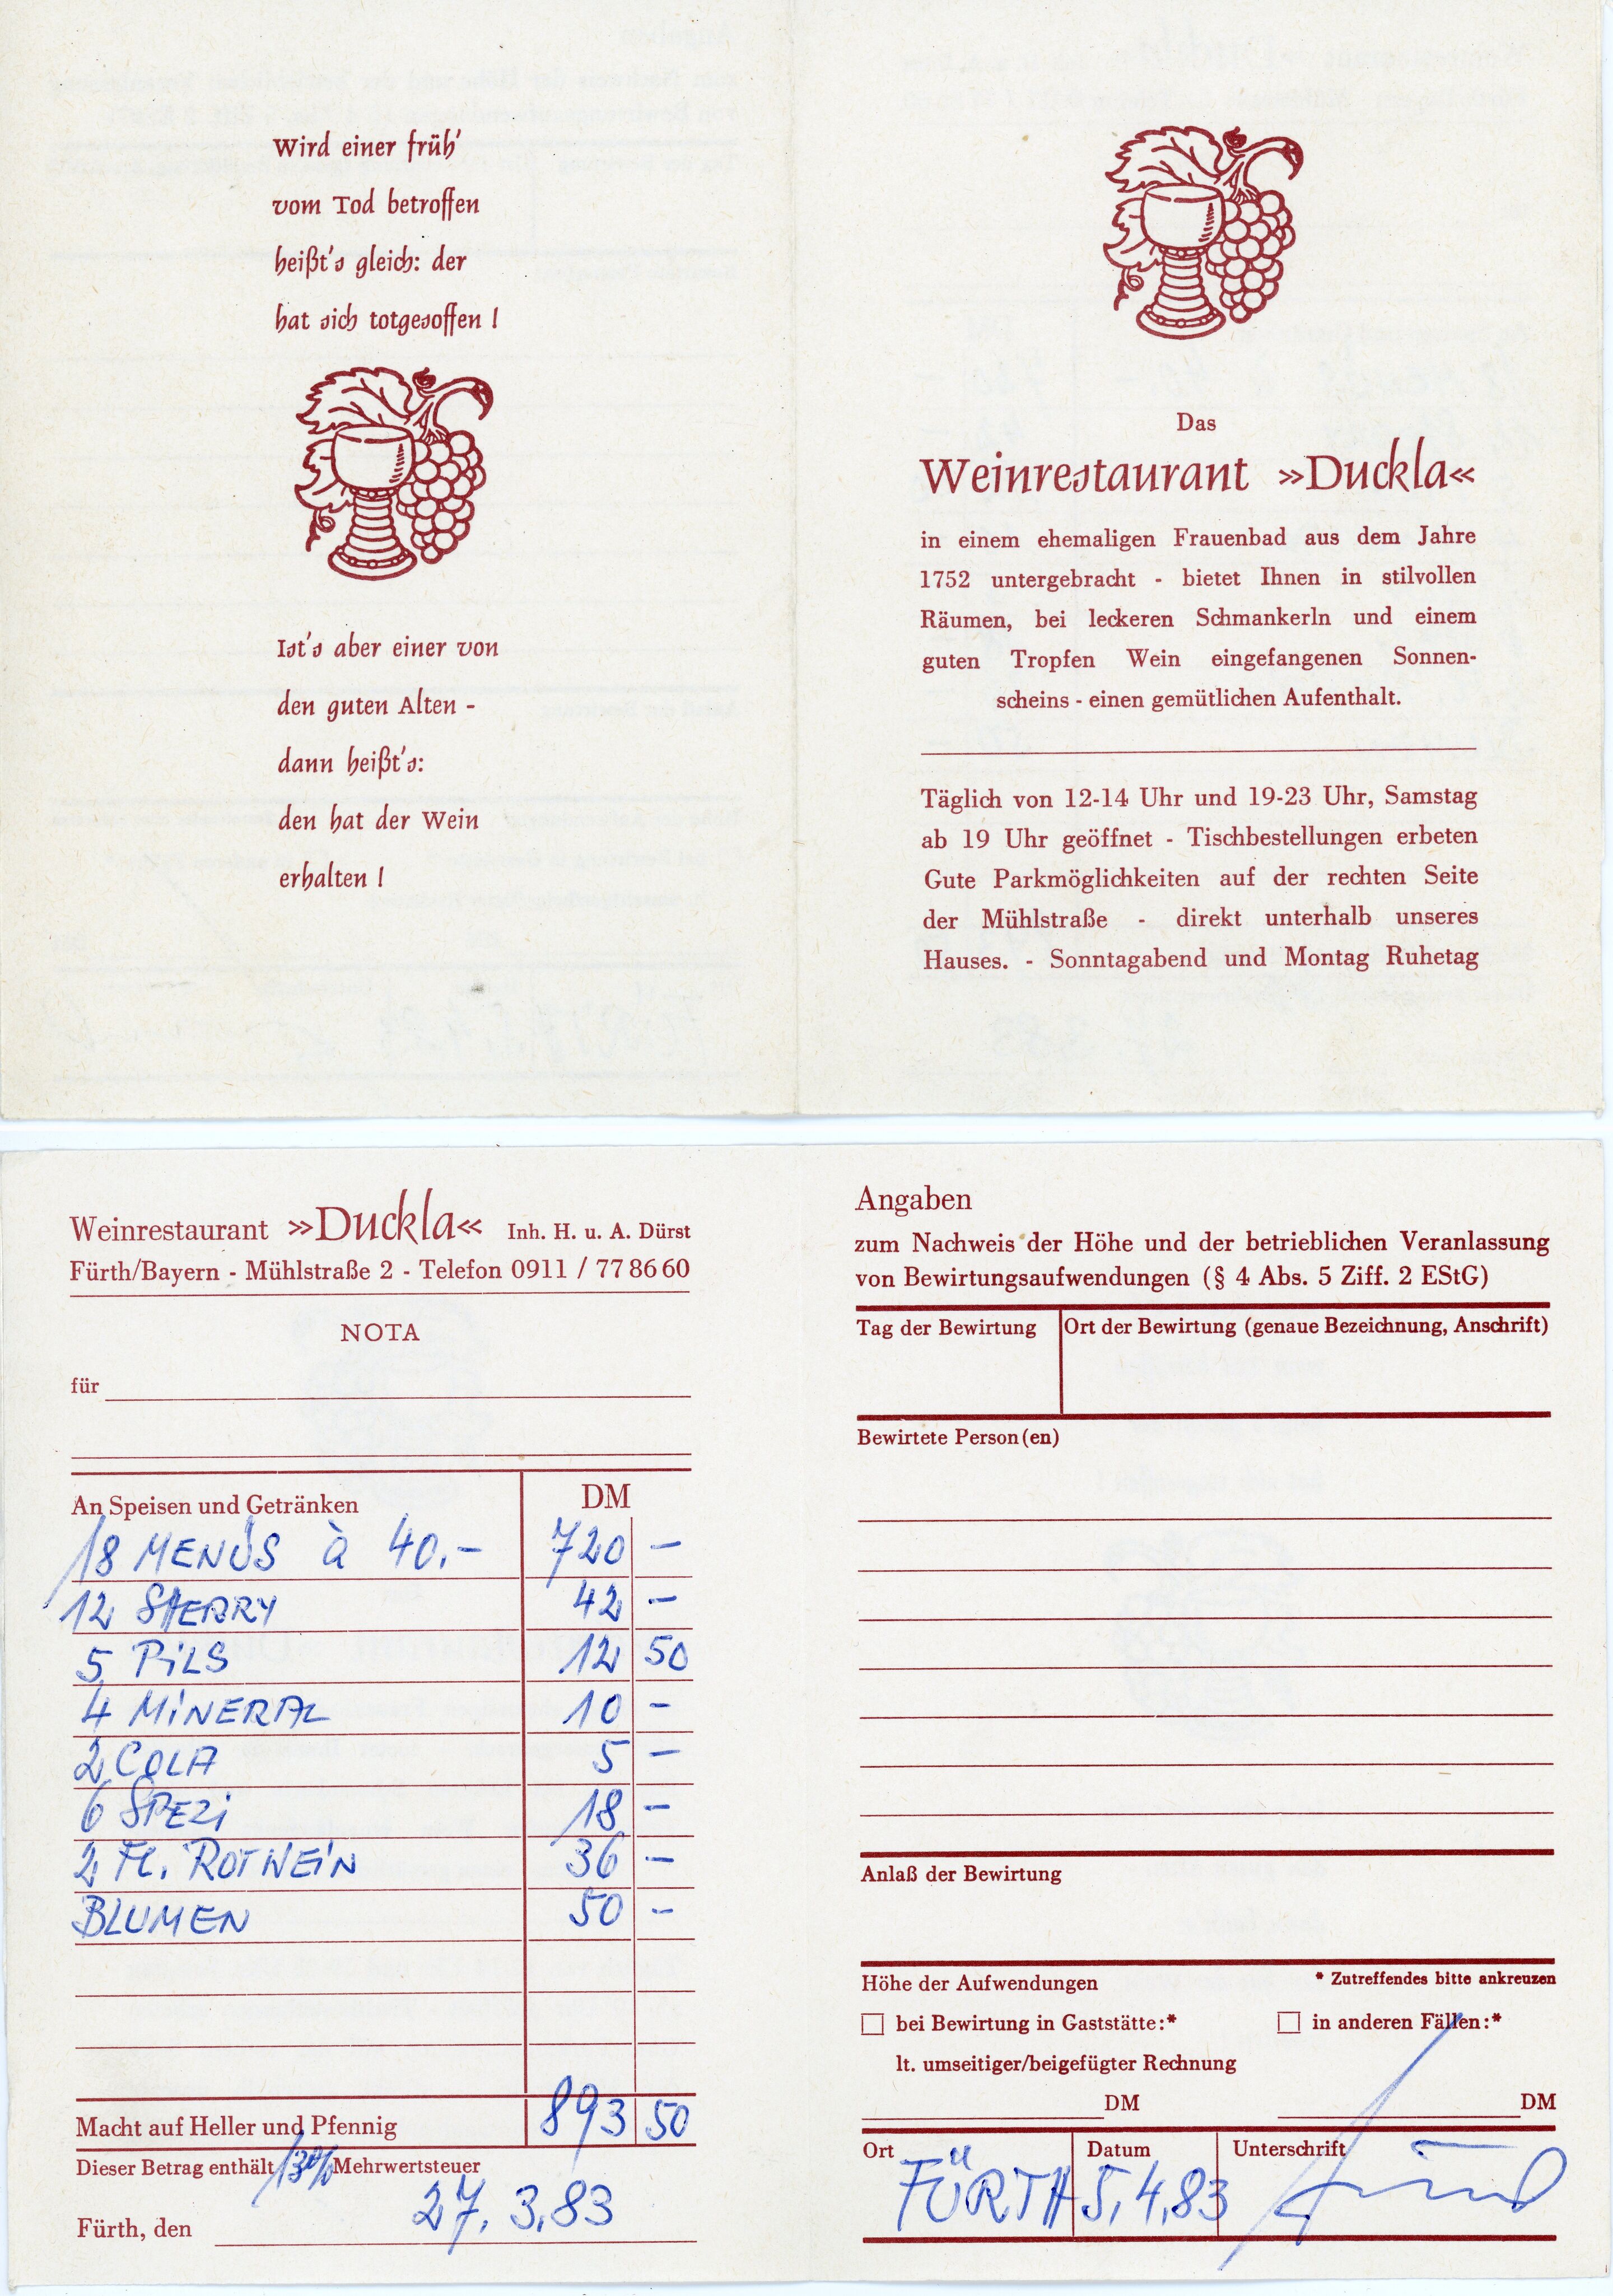 Wird einer früh'
vom Tod betroffen
heißt's gleich: der
hat sich totgesoffen !
Ist's aber einer von
den guten Alten -
dann heißt's:
den hat der Wein
erhalten !
Das
Weinrestaurant »Duckla«
in einem ehemaligen Frauenbad aus dem Jahre
1752 untergebracht - bietet Ihnen in stilvollen
Räumen, bei leckeren Schmankerln und einem
guten Tropfen Wein eingefangenen Sonnen-
scheins - einen gemütlichen Aufenthalt.
Täglich von 12-14 Uhr und 19-23 Uhr, Samstag
ab 19 Uhr geöffnet - Tischbestellungen erbeten
Gute Parkmöglichkeiten auf der rechten Seite
der Mühlstraße - direkt unterhalb unseres
Hauses. - Sonntagabend und Montag Ruhetag
Weinrestaurant »Duckla« Inh. H. u. A. Dürst
Fürth/Bayern - Mühlstraße 2 - Telefon 0911 / 77 86 60
NOTA
für
An Speisen und Getränken DM
18 MENÜS à 40.- 720 -
12 SHERRY 42 -
5 PILS 12 50
4 MINERAL 10 -
2 COLA 5 -
6 SPEZI 18 -
2 Fl. ROTWEIN 36 -
BLUMEN 50 -
Macht auf Heller und Pfennig 893 50
Dieser Betrag enthält 13% Mehrwertsteuer
Fürth, den 27.3.83
Angaben
zum Nachweis der Höhe und der betrieblichen Veranlassung
von Bewirtungsaufwendungen (§ 4 Abs. 5 Ziff. 2 EStG)
Tag der Bewirtung Ort der Bewirtung (genaue Bezeichnung, Anschrift)
Bewirtete Person(en)
Anlaß der Bewirtung
Höhe der Aufwendungen * Zutreffendes bitte ankreuzen
bei Bewirtung in Gaststätte:* in anderen Fällen:*
lt. umseitiger/beigefügter Rechnung
DM DM
Ort Datum Unterschrift
FÜRTH 5.4.83